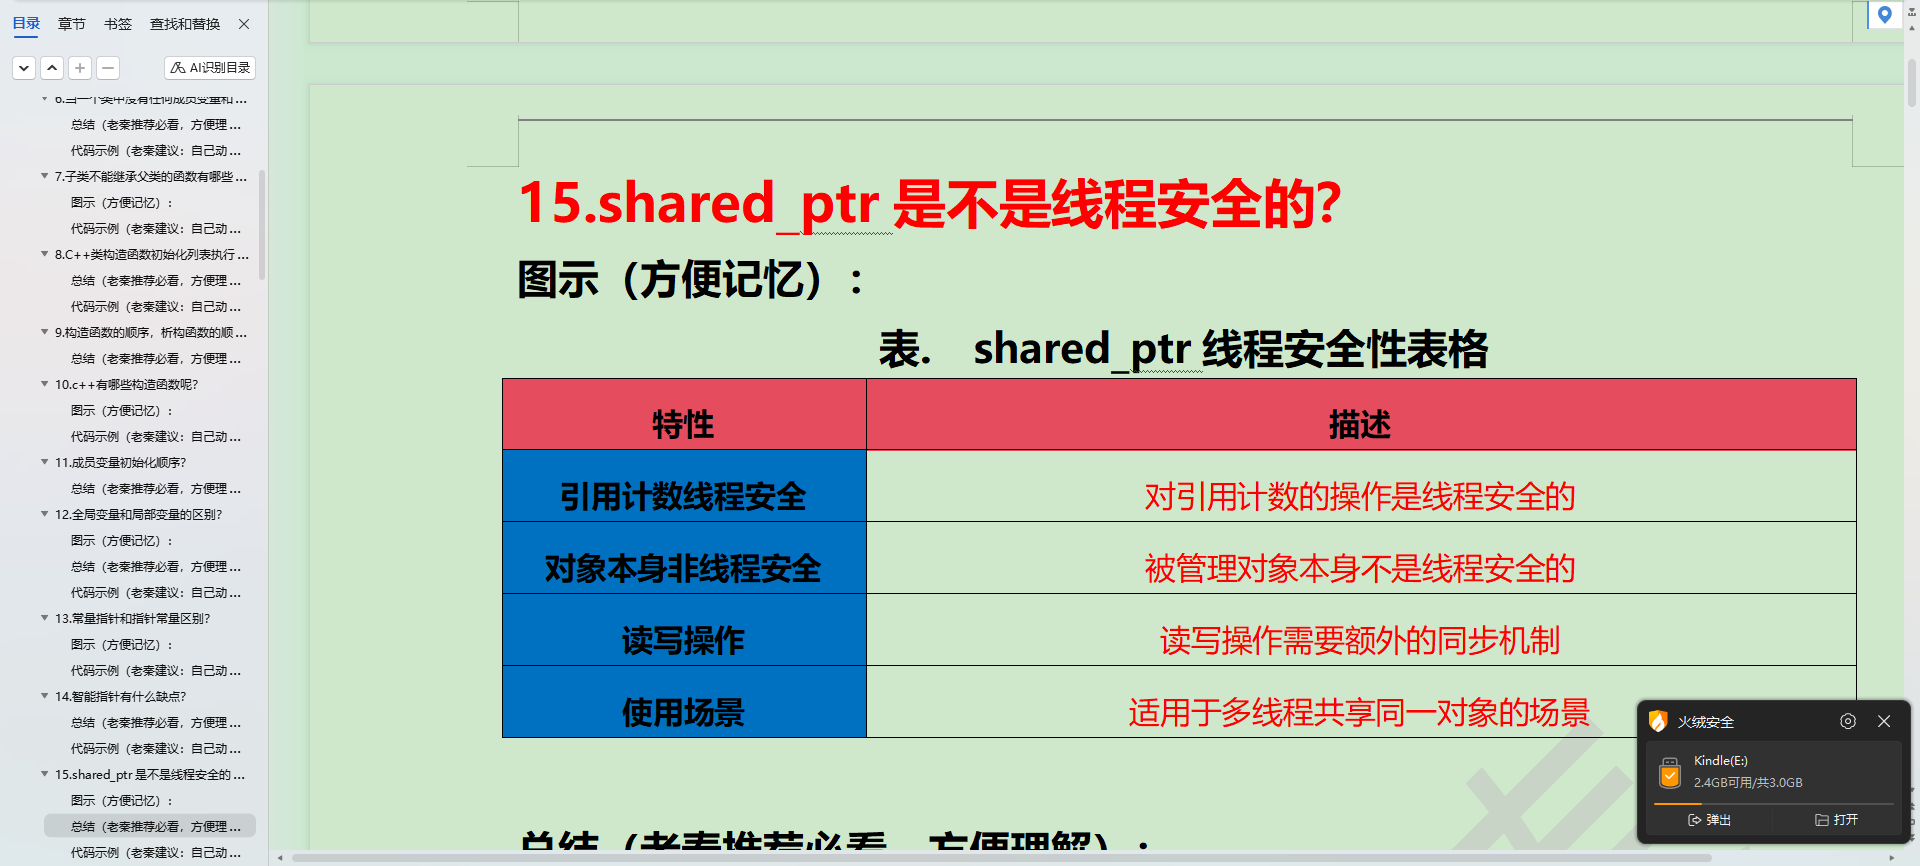 目录 章节 书签 查找和替换
AI识别目录
6.当一个类中没有任何成员变量和...
总结（老秦推荐必看，方便理...
代码示例（老秦建议：自己动...
7.子类不能继承父类的函数有哪些...
图示（方便记忆）：
代码示例（老秦建议：自己动...
8.C++类构造函数初始化列表执行...
总结（老秦推荐必看，方便理...
代码示例（老秦建议：自己动...
9.构造函数的顺序，析构函数的顺...
总结（老秦推荐必看，方便理...
10.c++有哪些构造函数呢？
图示（方便记忆）：
代码示例（老秦建议：自己动...
11.成员变量初始化顺序？
总结（老秦推荐必看，方便理...
12.全局变量和局部变量的区别？
图示（方便记忆）：
总结（老秦推荐必看，方便理...
代码示例（老秦建议：自己动...
13.常量指针和指针常量区别？
图示（方便记忆）：
代码示例（老秦建议：自己动...
14.智能指针有什么缺点？
总结（老秦推荐必看，方便理...
代码示例（老秦建议：自己动...
15.shared_ptr 是不是线程安全的...
图示（方便记忆）：
总结（老秦推荐必看，方便理...
代码示例（老秦建议：自己动...
15.shared_ptr 是不是线程安全的？
图示（方便记忆）：
表. shared_ptr 线程安全性表格
特性 描述
引用计数线程安全 对引用计数的操作是线程安全的
对象本身非线程安全 被管理对象本身不是线程安全的
读写操作 读写操作需要额外的同步机制
使用场景 适用于多线程共享同一对象的场景
总结（老秦推荐必看，方便理解）：
火绒安全
Kindle(E:)
2.4GB可用/共3.0GB
弹出 打开